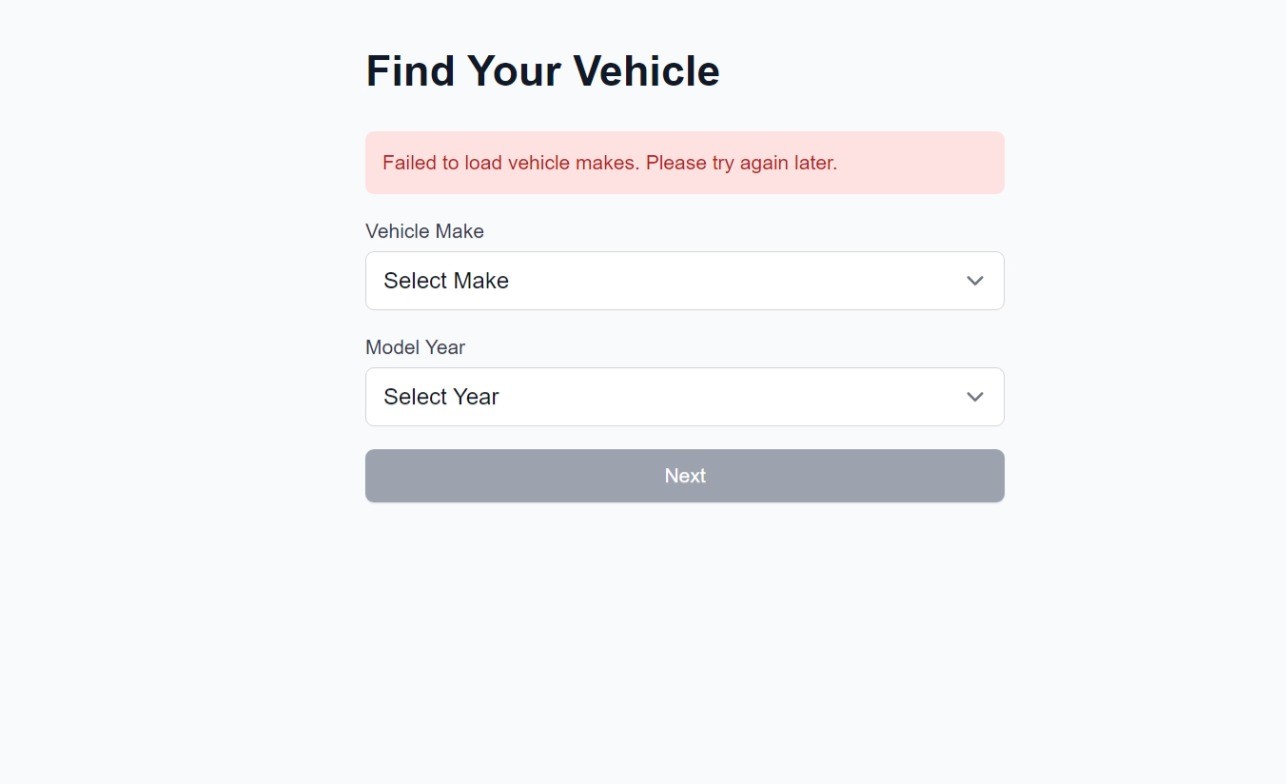 Find Your Vehicle
Failed to load vehicle makes. Please try again later.
Vehicle Make
Select Make
Model Year
Select Year
Next